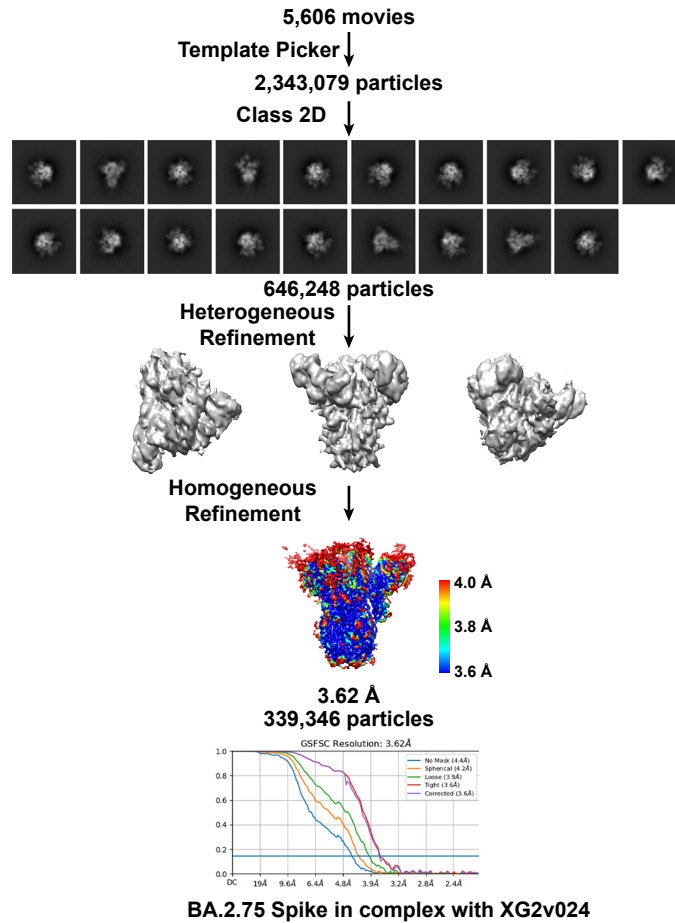 5,606 movies
Template Picker
2,343,079 particles
Class 2D
646,248 particles
Heterogeneous
Refinement
Homogeneous
Refinement
4.0 Å
3.8 Å
3.6 Å
3.62 Å
339,346 particles
GSFSC Resolution: 3.62Å
1.0
0.8
0.6
0.4
0.2
0.0
No Mask (4.4Å)
Spherical (4.2Å)
Loose (3.9Å)
Tight (3.6Å)
Corrected (3.6Å)
DC 19Å 9.6Å 6.4Å 4.8Å 3.9Å 3.2Å 2.8Å 2.4Å
BA.2.75 Spike in complex with XG2v024